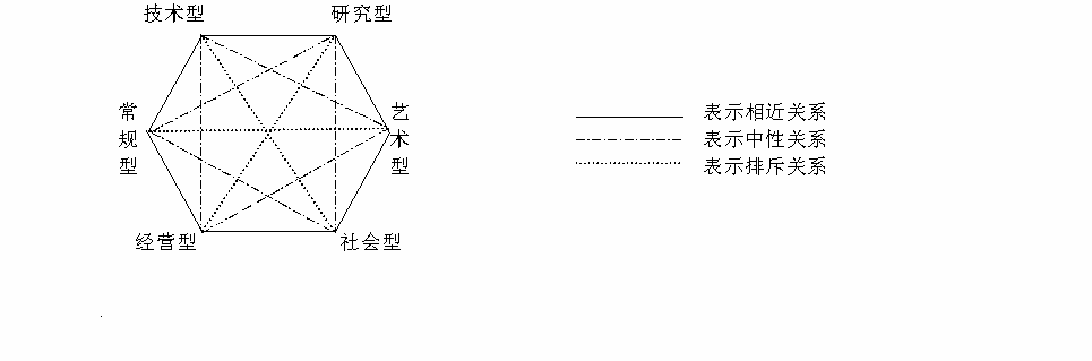 技术型
研究型
常规型
艺术型
经营型
社会型
表示相近关系
表示中性关系
表示排斥关系